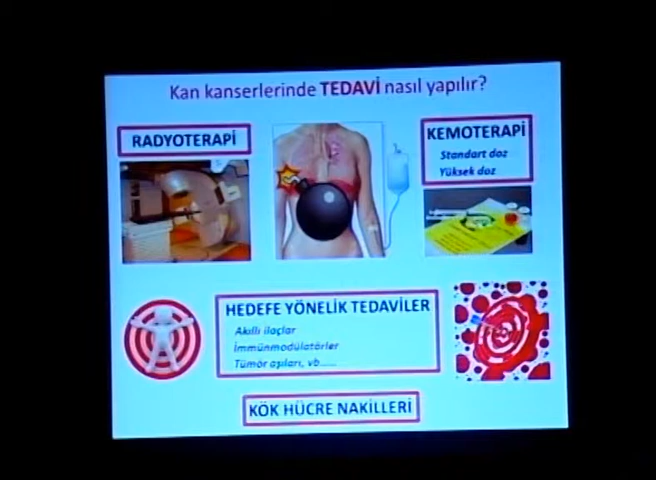 Kan kanserlerinde TEDAVİ nasıl yapılır?
RADYOTERAPİ
KEMOTERAPİ
Standart doz
Yüksek doz
HEDEFE YÖNELİK TEDAVİLER
Akıllı ilaçlar
İmmünmodülatörler
Tümör aşıları, vb.....
KÖK HÜCRE NAKİLLERİ